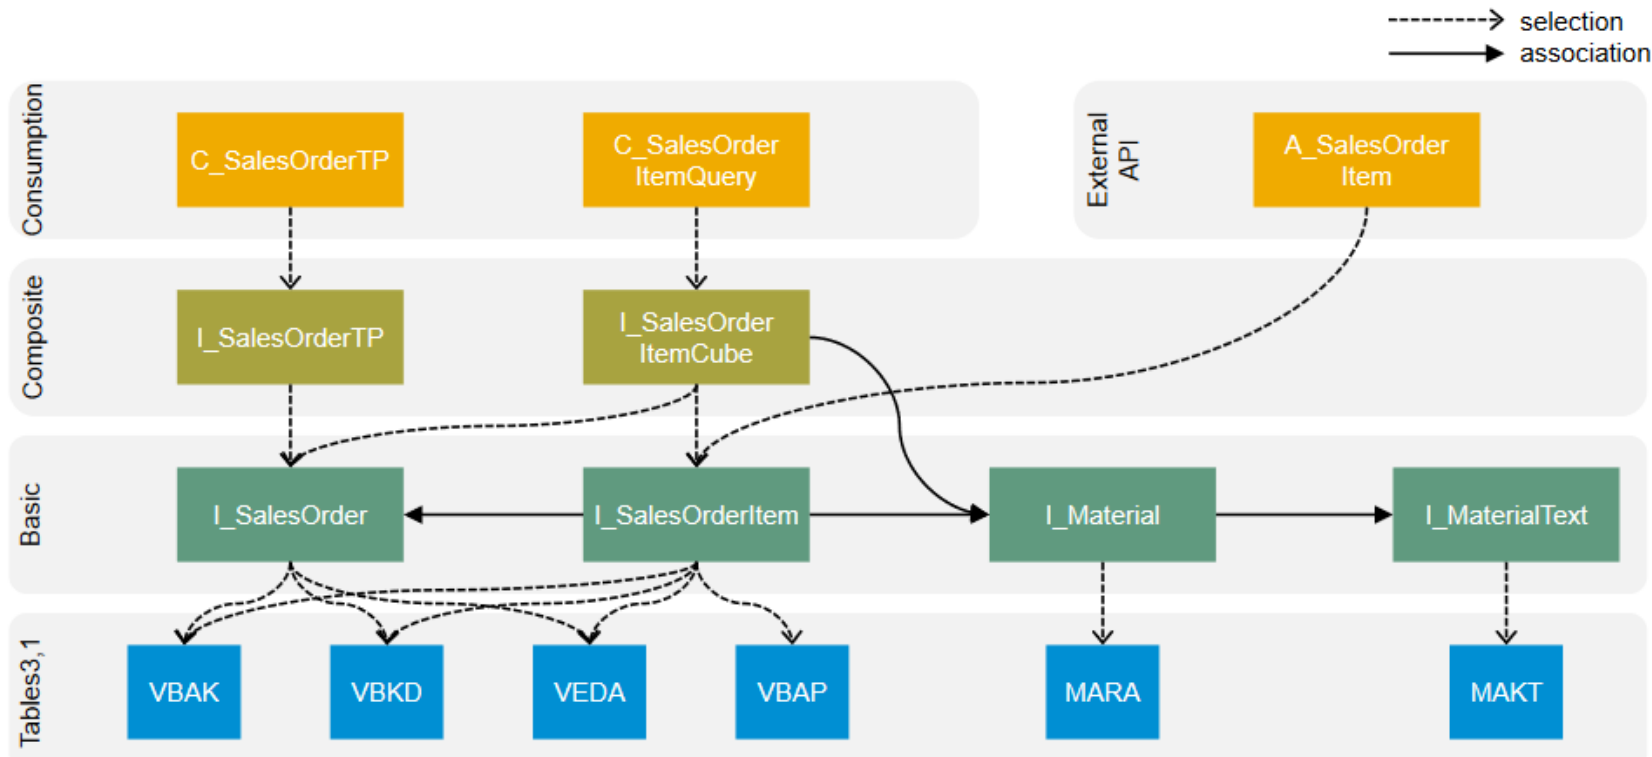 selection
association
Consumption
C_SalesOrderTP
C_SalesOrder
ItemQuery
External
API
A_SalesOrder
Item
Composite
I_SalesOrderTP
I_SalesOrder
ItemCube
Basic
I_SalesOrder
I_SalesOrderItem
I_Material
I_MaterialText
Tables3,1
VBAK
VBKD
VEDA
VBAP
MARA
MAKT